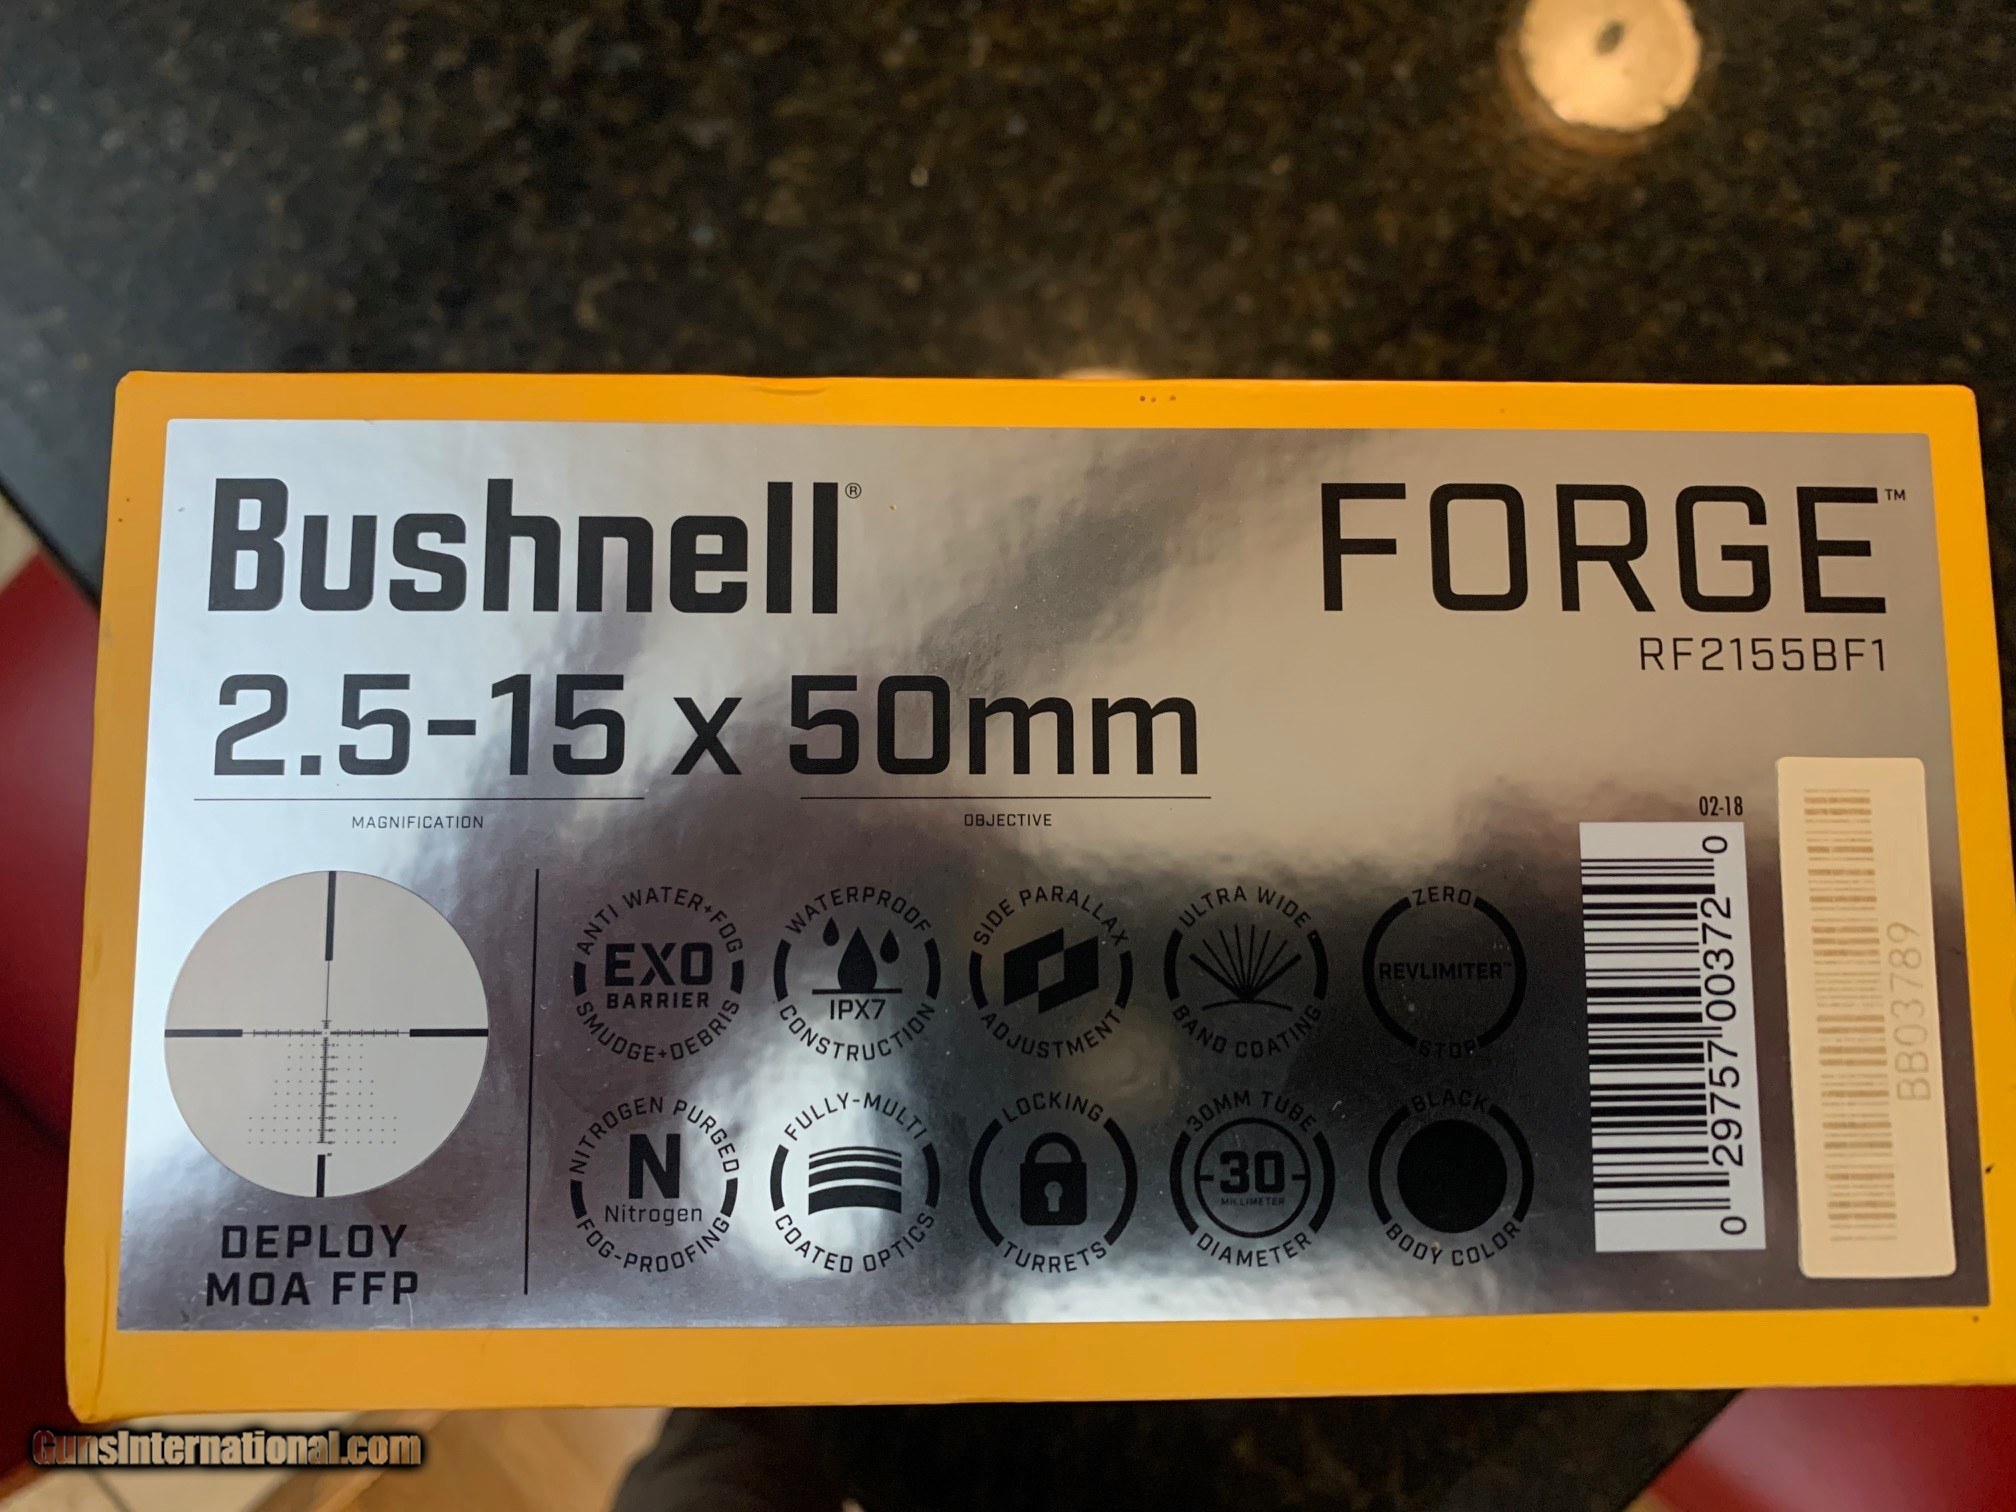 Bushnell®
FORGE™
RF2155BF1
2.5-15 x 50mm
MAGNIFICATION
OBJECTIVE
02-18
0 29757 00372 0
BB03789
DEPLOY
MOA FFP
ANTI WATER+FOG
EXO
BARRIER
SMUDGE+DEBRIS
WATERPROOF
IPX7
CONSTRUCTION
SIDE PARALLAX
ADJUSTMENT
ULTRA WIDE
BAND COATING
ZERO
REVLIMITER™
STOP
NITROGEN PURGED
N
Nitrogen
FOG-PROOFING
FULLY-MULTI
COATED OPTICS
LOCKING
TURRETS
30MM TUBE
30
MILLIMETER
DIAMETER
BLACK
BODY COLOR
GunsInternational.com